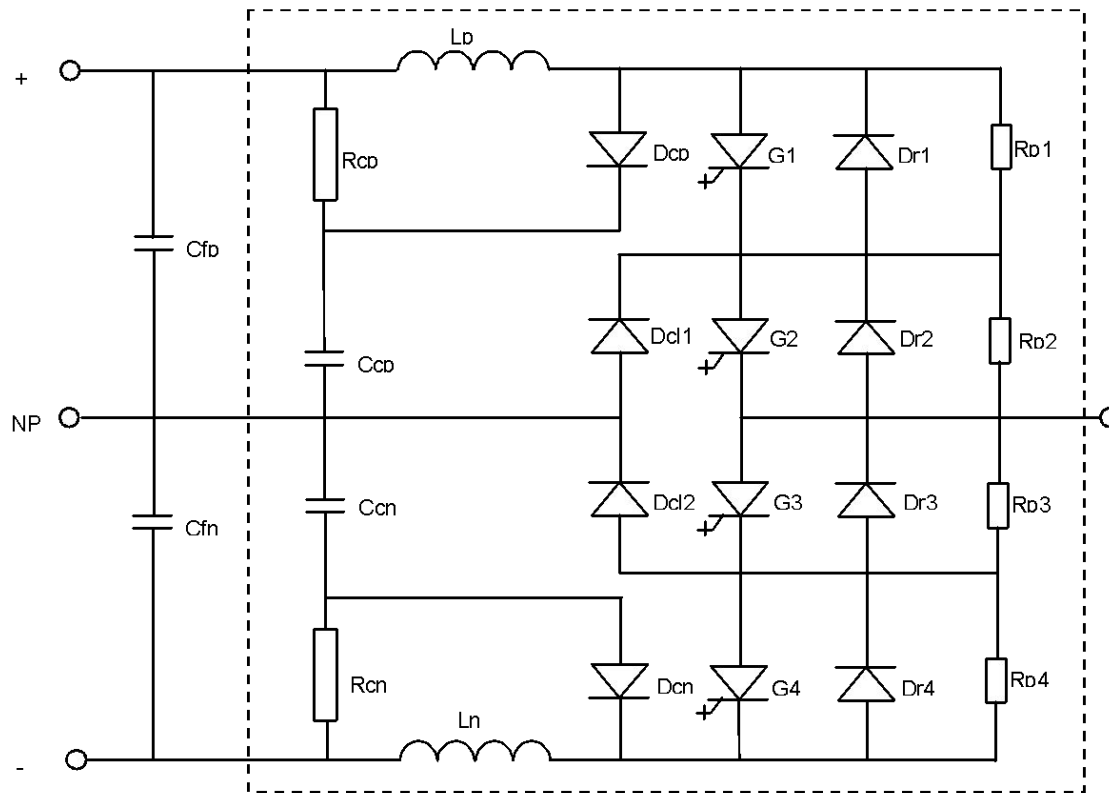 Lp
+
Rcp
Dcp
G1
Dr1
Rp1
Cfp
Dcl1
G2
Dr2
Rp2
Ccp
NP
Ccn
Dcl2
G3
Dr3
Rp3
Cfn
Rcn
Dcn
G4
Dr4
Rp4
Ln
-